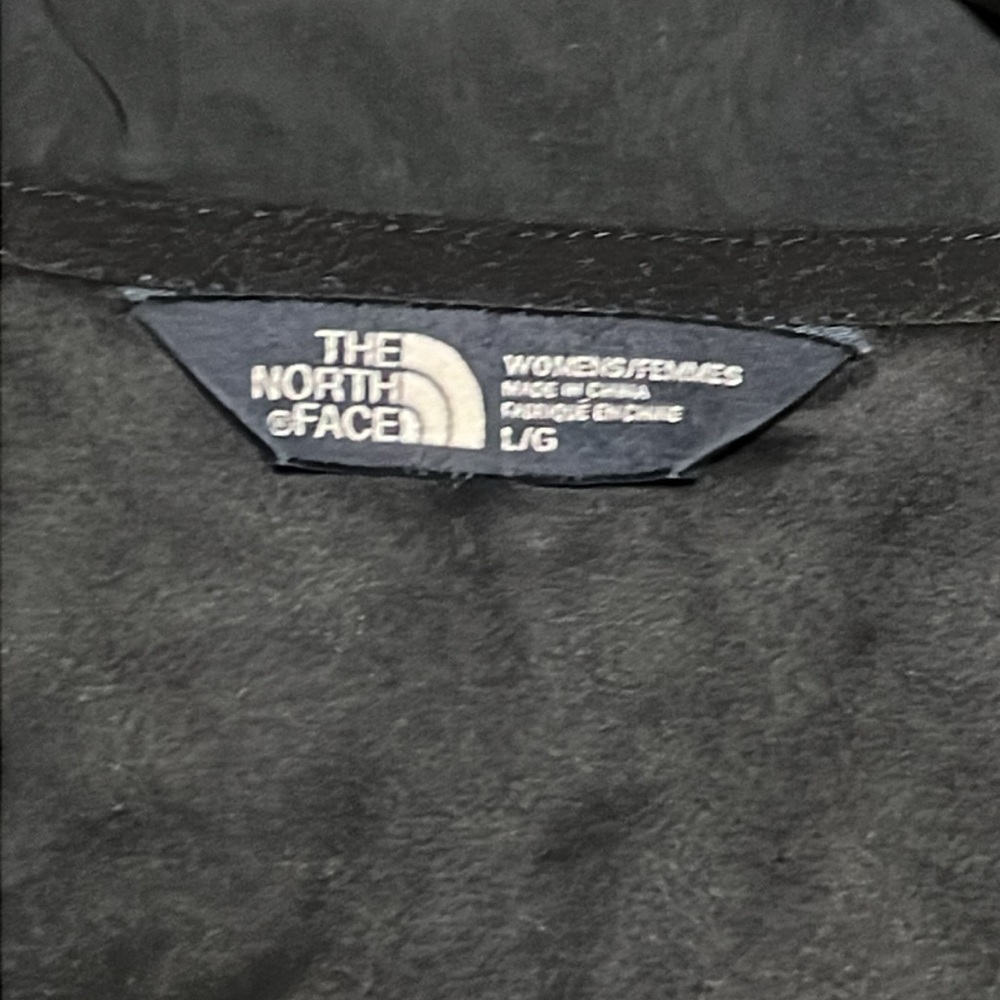 THE
NORTH
®FACE
WOMENS/FEMMES
MADE IN CHINA
FABRIQUÉ EN CHINE
L/G